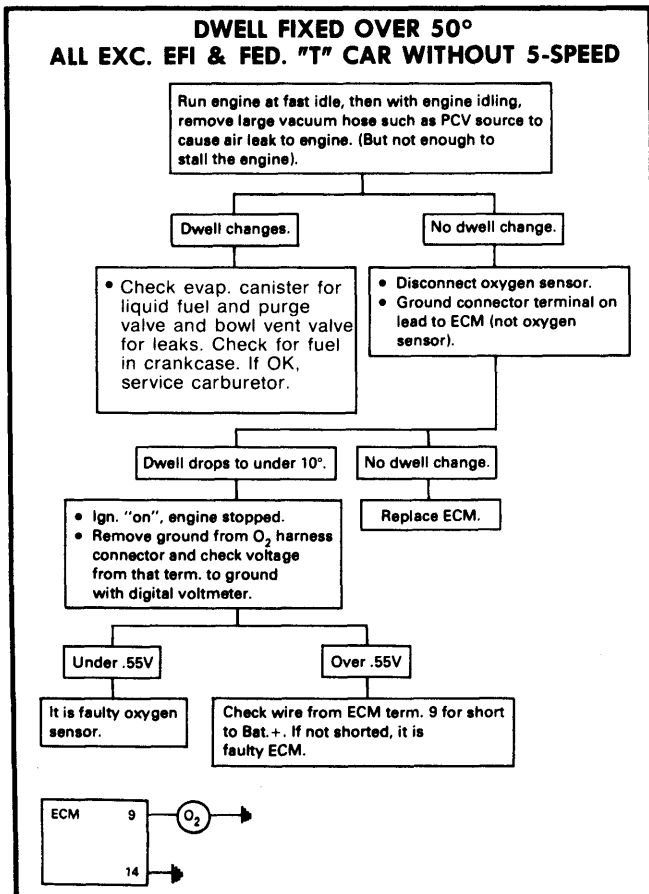 DWELL FIXED OVER 50°
ALL EXC. EFI & FED. "T" CAR WITHOUT 5-SPEED
Run engine at fast idle, then with engine idling,
remove large vacuum hose such as PCV source to
cause air leak to engine. (But not enough to
stall the engine).
Dwell changes.
No dwell change.
• Check evap. canister for
liquid fuel and purge
valve and bowl vent valve
for leaks. Check for fuel
in crankcase. If OK,
service carburetor.
• Disconnect oxygen sensor.
• Ground connector terminal on
lead to ECM (not oxygen
sensor).
Dwell drops to under 10°.
No dwell change.
• Ign. "on", engine stopped.
• Remove ground from O₂ harness
connector and check voltage
from that term. to ground
with digital voltmeter.
Replace ECM.
Under .55V
Over .55V
It is faulty oxygen
sensor.
Check wire from ECM term. 9 for short
to Bat.+. If not shorted, it is
faulty ECM.
ECM 9 O₂
14